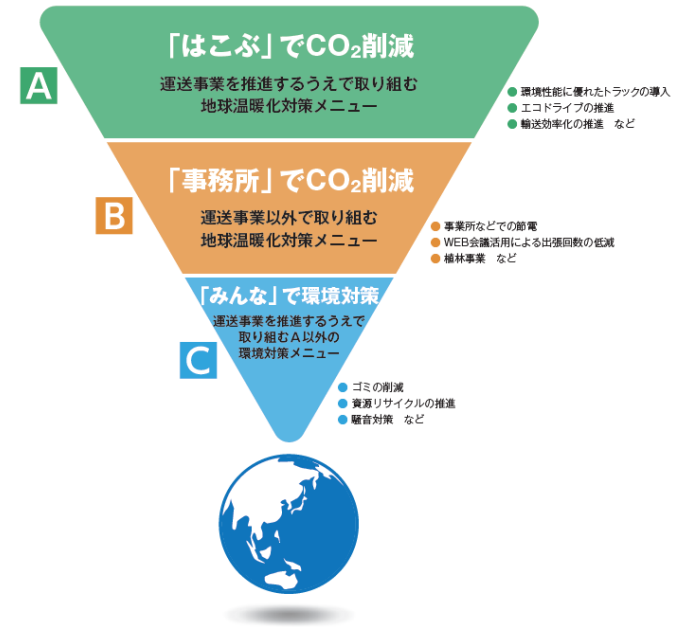 「はこぶ」でCO₂削減
A
運送事業を推進するうえで取り組む
地球温暖化対策メニュー
● 環境性能に優れたトラックの導入
● エコドライブの推進
● 輸送効率化の推進 など
「事務所」でCO₂削減
B
運送事業以外で取り組む
地球温暖化対策メニュー
● 事業所などでの節電
● WEB会議活用による出張回数の低減
● 植林事業 など
「みんな」で環境対策
運送事業を推進するうえで
取り組むA以外の
環境対策メニュー
C
● ゴミの削減
● 資源リサイクルの推進
● 騒音対策 など